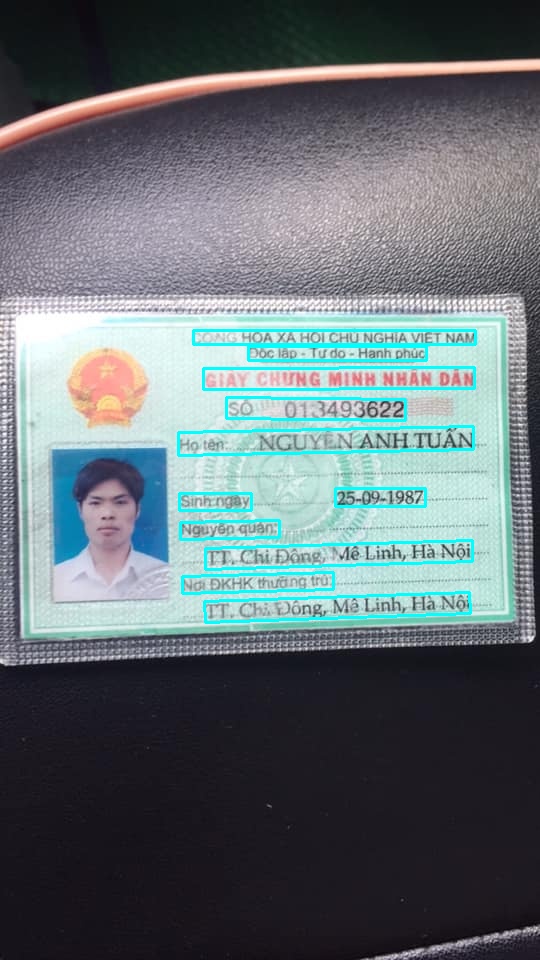 CỘNG HÒA XÃ HỘI CHỦ NGHĨA VIỆT NAM
Độc lập - Tự do - Hạnh phúc
GIẤY CHỨNG MINH NHÂN DÂN
SỐ 013493622
Họ tên: NGUYỄN ANH TUẤN
Sinh ngày 25-09-1987
Nguyên quán:
TT. Chi Đông, Mê Linh, Hà Nội
Nơi ĐKHK thường trú:
TT. Chi Đông, Mê Linh, Hà Nội